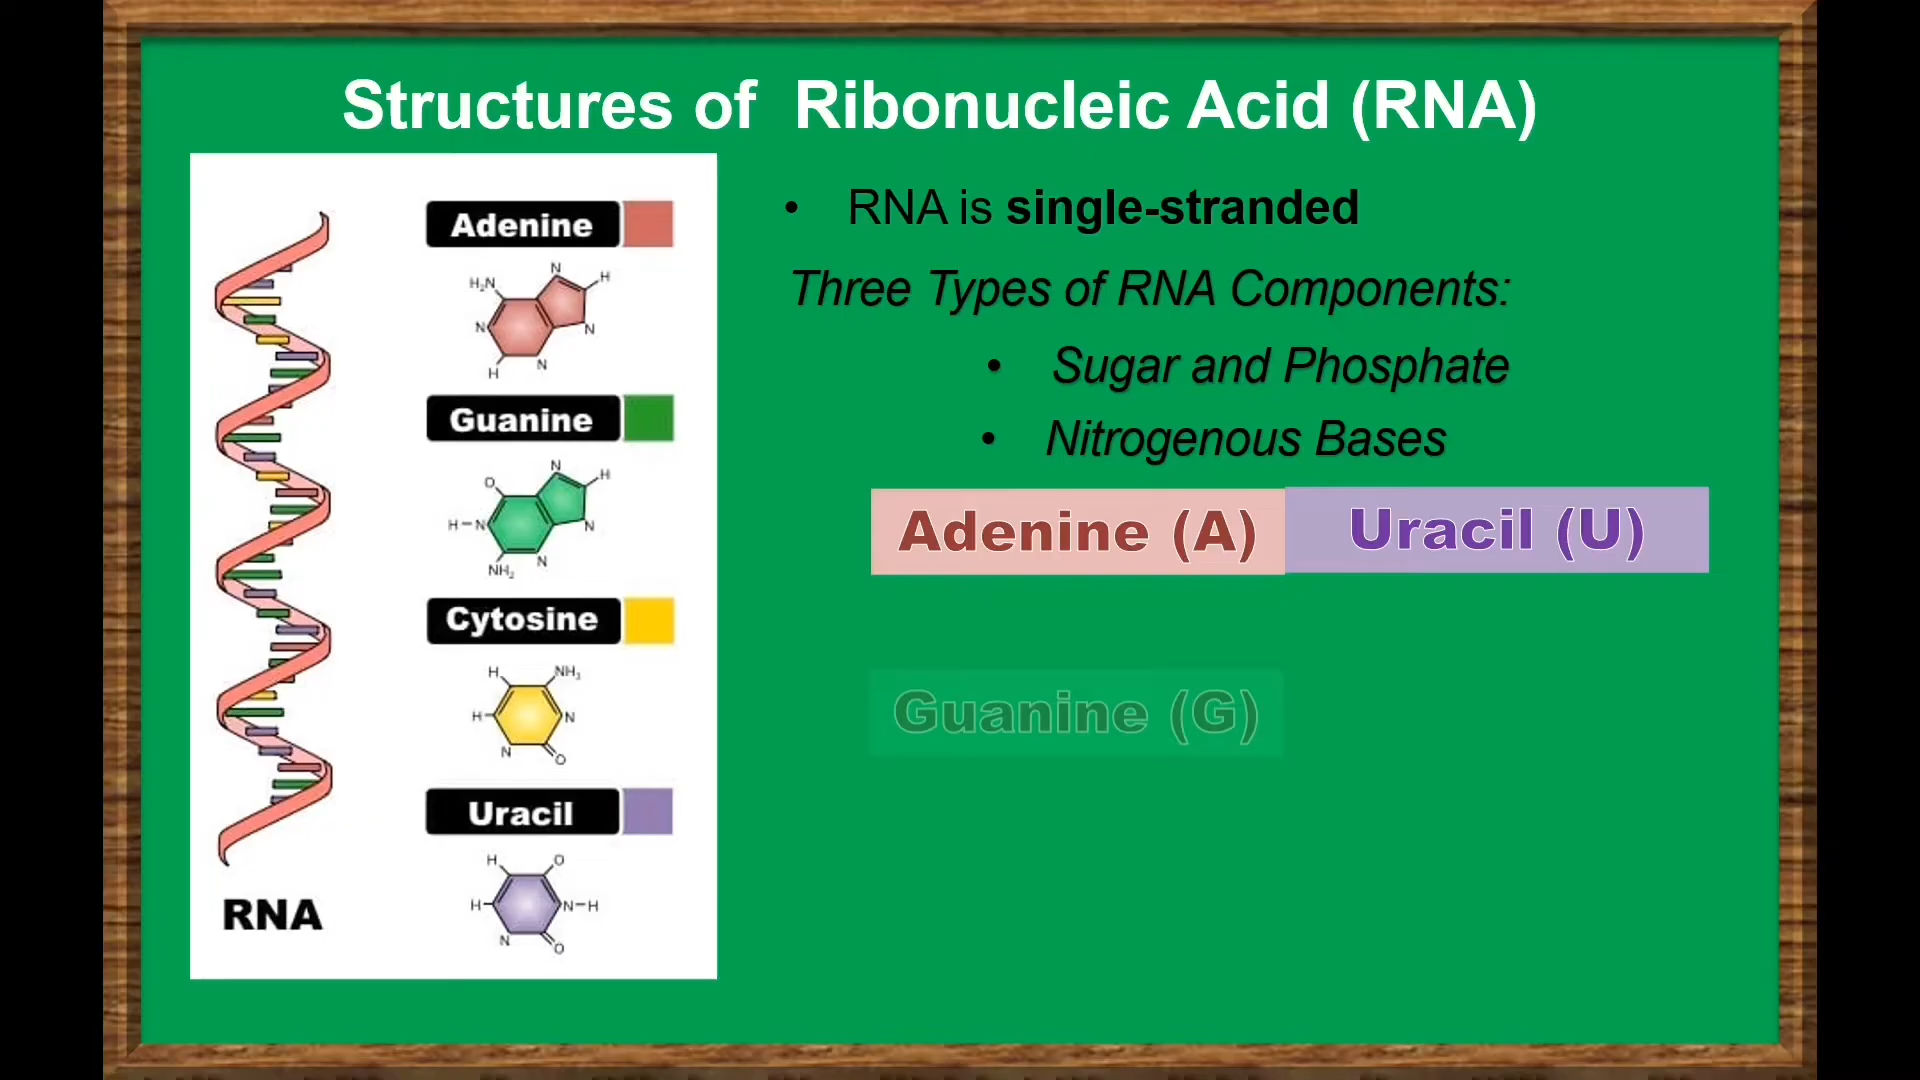 Structures of Ribonucleic Acid (RNA)
Adenine
H₂N
N
H
N
N
H
N
Guanine
O
N
H
H-N
N
NH₂
N
Cytosine
H
NH₂
H
N
N
O
Uracil
H
O
H
N-H
N
O
RNA
• RNA is single-stranded
Three Types of RNA Components:
• Sugar and Phosphate
• Nitrogenous Bases
Adenine (A) Uracil (U)
Guanine (G)